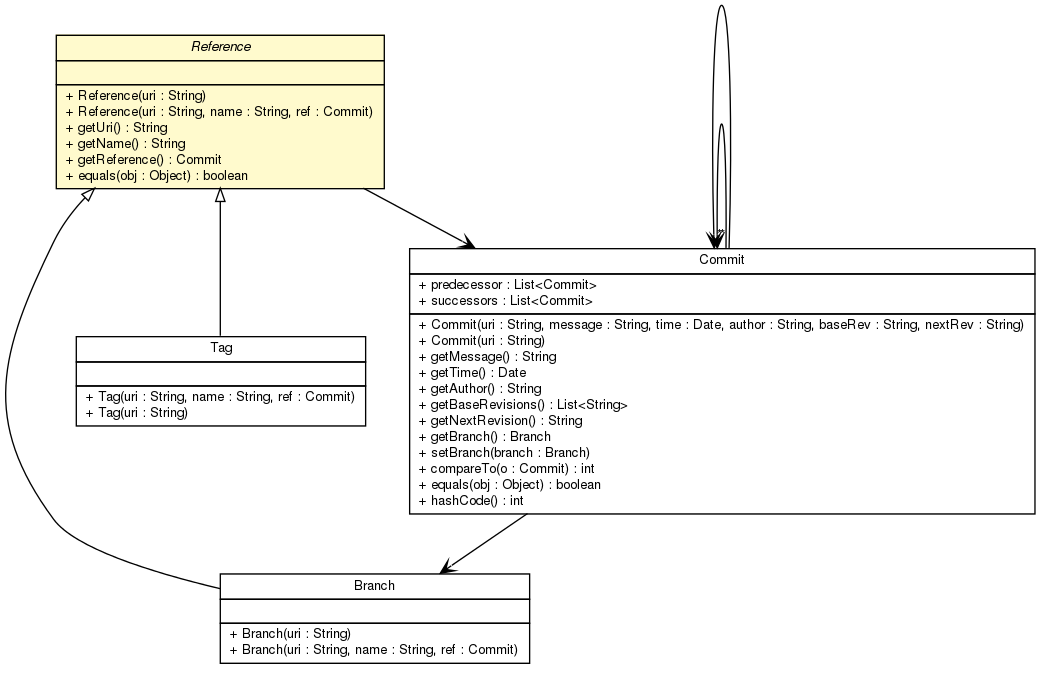 Reference
+ Reference(uri : String)
+ Reference(uri : String, name : String, ref : Commit)
+ getUri() : String
+ getName() : String
+ getReference() : Commit
+ equals(obj : Object) : boolean
*
Commit
+ predecessor : List<Commit>
+ successors : List<Commit>
+ Commit(uri : String, message : String, time : Date, author : String, baseRev : String, nextRev : String)
+ Commit(uri : String)
+ getMessage() : String
+ getTime() : Date
+ getAuthor() : String
+ getBaseRevisions() : List<String>
+ getNextRevision() : String
+ getBranch() : Branch
+ setBranch(branch : Branch)
+ compareTo(o : Commit) : int
+ equals(obj : Object) : boolean
+ hashCode() : int
Tag
+ Tag(uri : String, name : String, ref : Commit)
+ Tag(uri : String)
Branch
+ Branch(uri : String)
+ Branch(uri : String, name : String, ref : Commit)